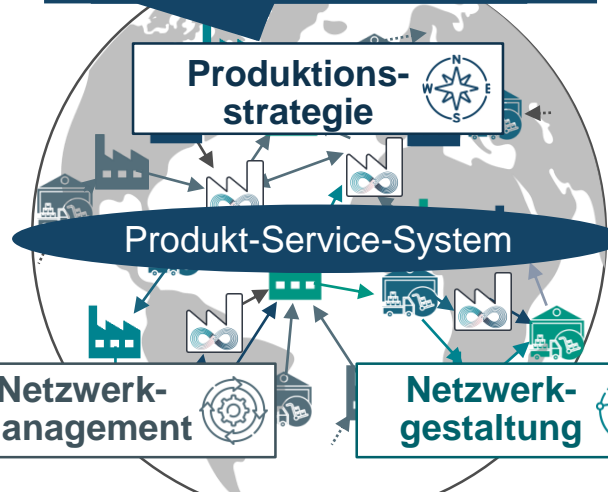 Produktions-
strategie
N
W E
S
Produkt-Service-System
Netzwerk-
anagement
Netzwerk-
gestaltung